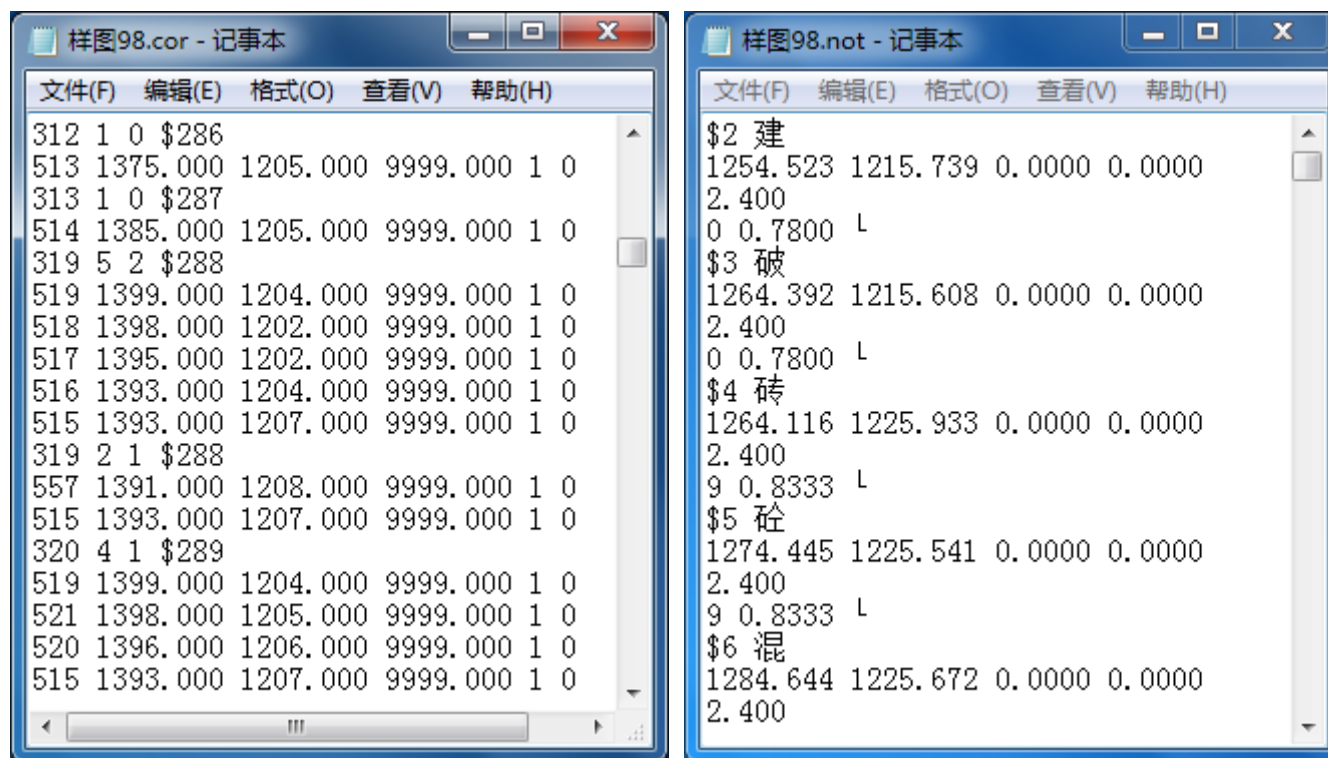 样图98.cor - 记事本
文件(F) 编辑(E) 格式(O) 查看(V) 帮助(H)
312 1 0 $286
513 1375.000 1205.000 9999.000 1 0
313 1 0 $287
514 1385.000 1205.000 9999.000 1 0
319 5 2 $288
519 1399.000 1204.000 9999.000 1 0
518 1398.000 1202.000 9999.000 1 0
517 1395.000 1202.000 9999.000 1 0
516 1393.000 1204.000 9999.000 1 0
515 1393.000 1207.000 9999.000 1 0
319 2 1 $288
557 1391.000 1208.000 9999.000 1 0
515 1393.000 1207.000 9999.000 1 0
320 4 1 $289
519 1399.000 1204.000 9999.000 1 0
521 1398.000 1205.000 9999.000 1 0
520 1396.000 1206.000 9999.000 1 0
515 1393.000 1207.000 9999.000 1 0
样图98.not - 记事本
文件(F) 编辑(E) 格式(O) 查看(V) 帮助(H)
$2 建
1254.523 1215.739 0.0000 0.0000
2.400
0 0.7800 └
$3 破
1264.392 1215.608 0.0000 0.0000
2.400
0 0.7800 └
$4 砖
1264.116 1225.933 0.0000 0.0000
2.400
9 0.8333 └
$5 砼
1274.445 1225.541 0.0000 0.0000
2.400
9 0.8333 └
$6 混
1284.644 1225.672 0.0000 0.0000
2.400